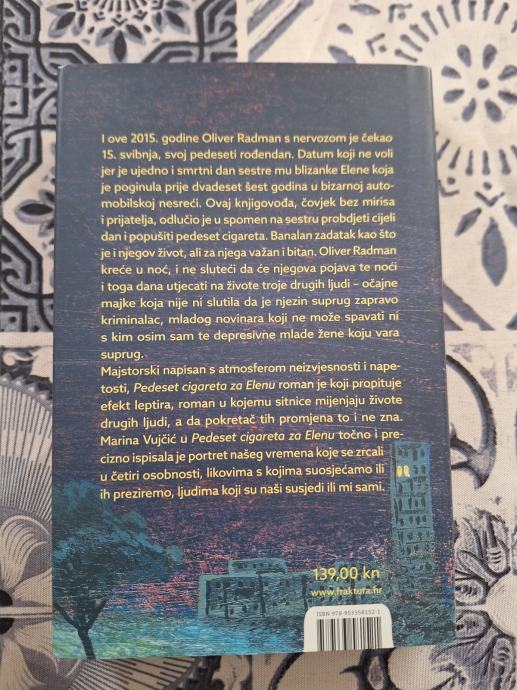 I ove 2015. godine Oliver Radman s nervozom je čekao
15. svibnja, svoj pedeseti rođendan. Datum koji ne voli
jer je ujedno i smrtni dan sestre mu blizanke Elene koja
je poginula prije dvadeset šest godina u bizarnoj auto-
mobilskoj nesreći. Ovaj knjigovođa, čovjek bez mirisa
i prijatelja, odlučio je u spomen na sestru probdjeti cijeli
dan i popušiti pedeset cigareta. Banalan zadatak kao što
je i njegov život, ali za njega važan i bitan. Oliver Radman
kreće u noć, i ne sluteći da će njegova pojava te noći
i toga dana utjecati na živote troje drugih ljudi – očajne
majke koja nije ni slutila da je njezin suprug zapravo
kriminalac, mladog novinara koji ne može spavati ni
s kim osim sam te depresivne mlade žene koju vara
suprug.
Majstorski napisan s atmosferom neizvjesnosti i nape-
tosti, Pedeset cigareta za Elenu roman je koji propituje
efekt leptira, roman u kojemu sitnice mijenjaju živote
drugih ljudi, a da pokretač tih promjena to i ne zna.
Marina Vujčić u Pedeset cigareta za Elenu točno i pre-
cizno ispisala je portret našeg vremena koje se zrcali
u četiri osobnosti, likovima s kojima suosjećamo ili
ih preziremo, ljudima koji su naši susjedi ili mi sami.
139,00 kn
www.fraktura.hr
ISBN 978-953358152-1